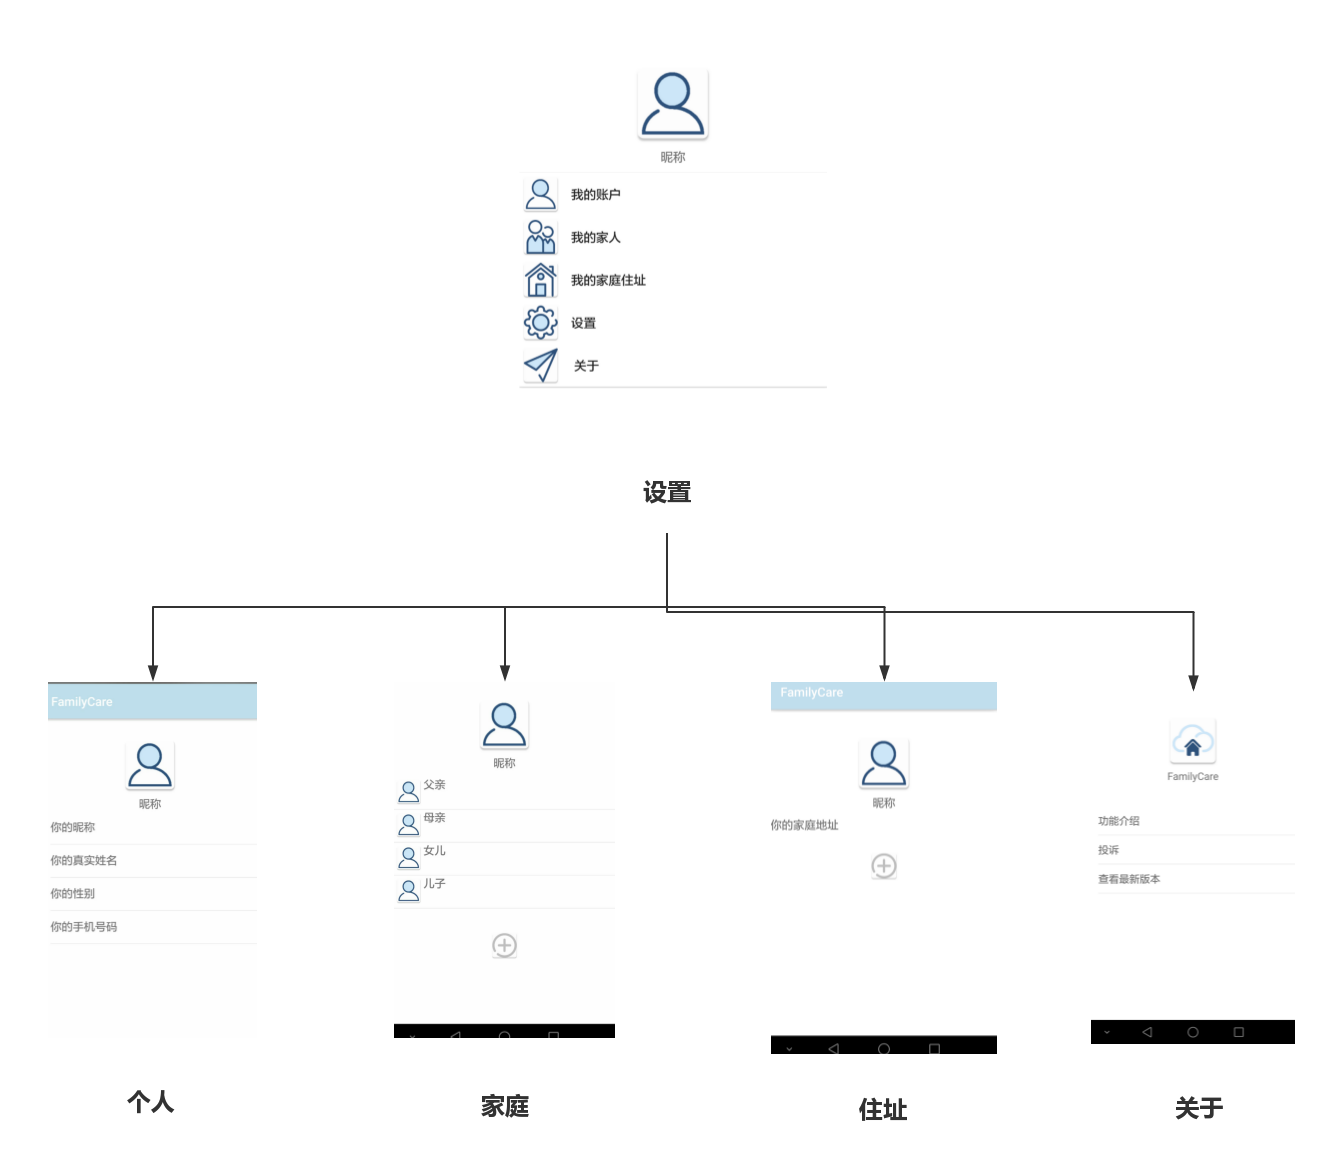 昵称
我的账户
我的家人
我的家庭住址
设置
关于
设置
FamilyCare
昵称
你的昵称
你的真实姓名
你的性别
你的手机号码
个人
昵称
父亲
母亲
女儿
儿子
家庭
FamilyCare
昵称
你的家庭地址
住址
FamilyCare
功能介绍
投诉
查看最新版本
关于